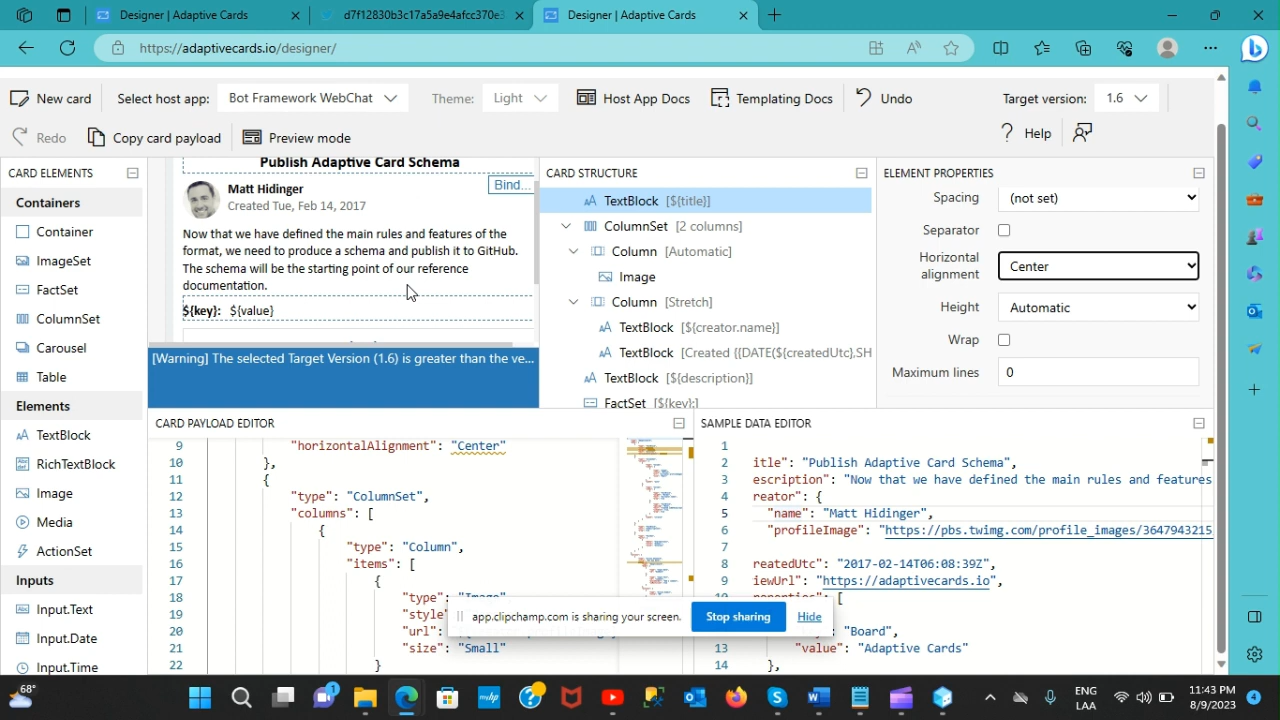 Designer | Adaptive Cards
d7f12830b3c17a5a9e4afcc370e3
Designer | Adaptive Cards
https://adaptivecards.io/designer/
New card
Select host app:
Bot Framework WebChat
Theme:
Light
Host App Docs
Templating Docs
Undo
Target version:
1.6
Redo
Copy card payload
Preview mode
Help
CARD ELEMENTS
Containers
Container
ImageSet
FactSet
ColumnSet
Carousel
Table
Elements
TextBlock
RichTextBlock
Image
Media
ActionSet
Inputs
Input.Text
Input.Date
Input.Time
Publish Adaptive Card Schema
Matt Hidinger
Created Tue, Feb 14, 2017
Bind...
Now that we have defined the main rules and features of the
format, we need to produce a schema and publish it to GitHub.
The schema will be the starting point of our reference
documentation.
${key}: ${value}
[Warning] The selected Target Version (1.6) is greater than the ve...
CARD STRUCTURE
TextBlock [${title}]
ColumnSet [2 columns]
Column [Automatic]
Image
Column [Stretch]
TextBlock [${creator.name}]
TextBlock [Created {{DATE(${createdUtc},SH
TextBlock [${description}]
FactSet [${key}:]
ELEMENT PROPERTIES
Spacing
(not set)
Separator
Horizontal
alignment
Center
Height
Automatic
Wrap
Maximum lines
0
CARD PAYLOAD EDITOR
9 "horizontalAlignment": "Center"
10 },
11 {
12 "type": "ColumnSet",
13 "columns": [
14 {
15 "type": "Column",
16 "items": [
17 {
18 "type": "Image"
19 "style"
20 "url":
21 "size": "Small"
22 }
SAMPLE DATA EDITOR
1
2 itle": "Publish Adaptive Card Schema",
3 escription": "Now that we have defined the main rules and features
4 reator": {
5 "name": "Matt Hidinger",
6 "profileImage": "https://pbs.twimg.com/profile_images/3647943215
7
8 reatedUtc": "2017-02-14T06:08:39Z",
9 iewUrl": "https://adaptivecards.io",
10 roperties": [
"Board",
13 "value": "Adaptive Cards"
14 },
app.clipchamp.com is sharing your screen.
Stop sharing
Hide
68°
ENG
LAA
11:43 PM
8/9/2023
4